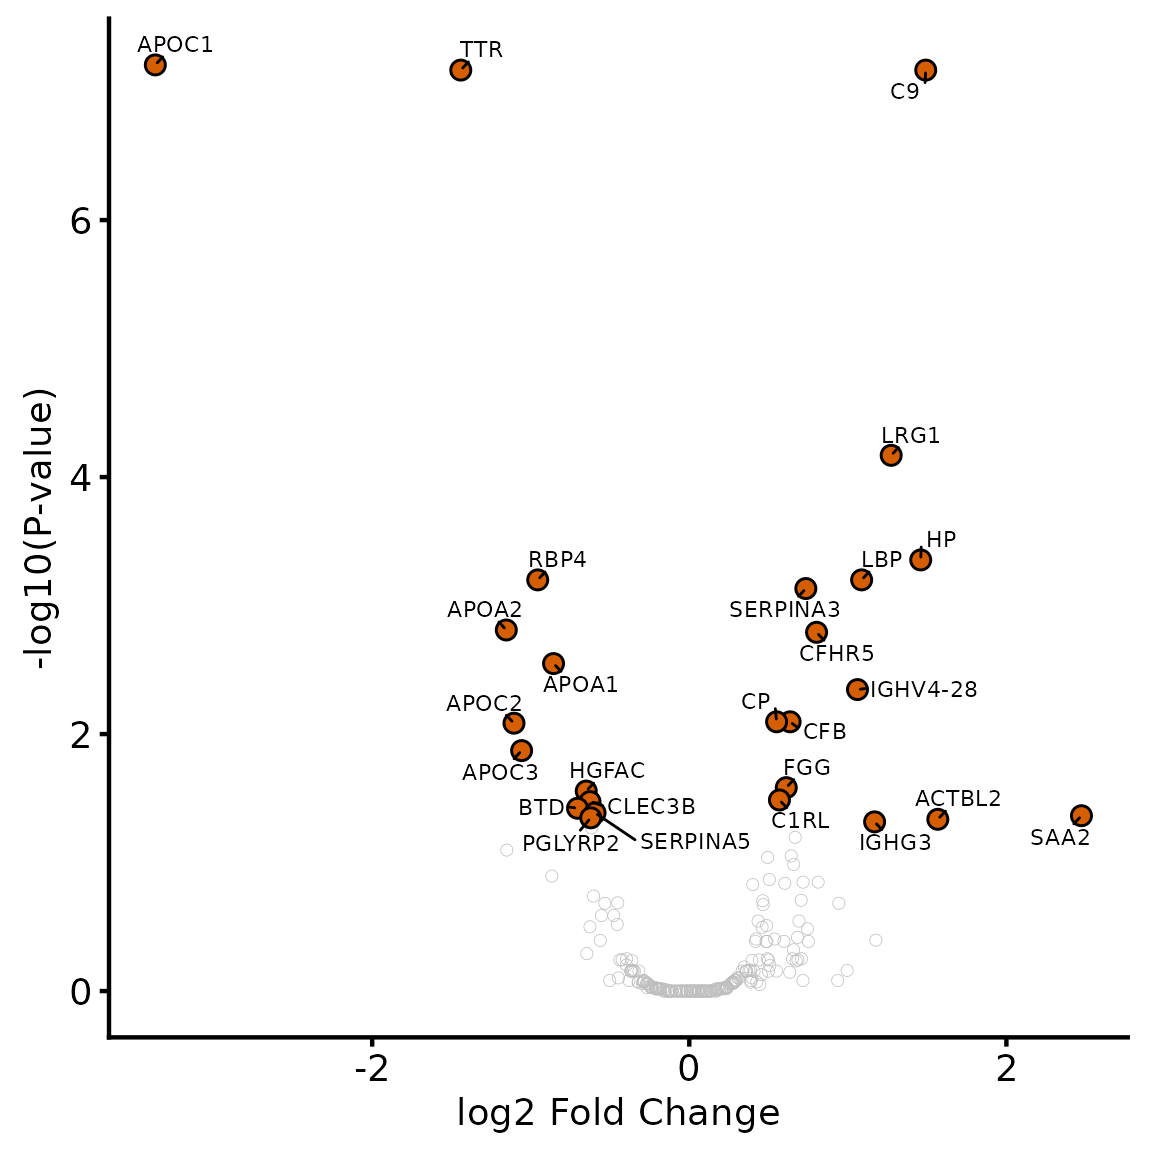 APOC1
TTR
C9
6
LRG1
4
HP
RBP4
LBP
APOA2
SERPINA3
CFHR5
APOA1
IGHV4-28
APOC2
CP
CFB
2
APOC3
HGFAC
FGG
BTD
CLEC3B
ACTBL2
C1RL
PGLYRP2
SERPINA5
IGHG3
SAA2
0
-log10(P-value)
-2
0
2
log2 Fold Change